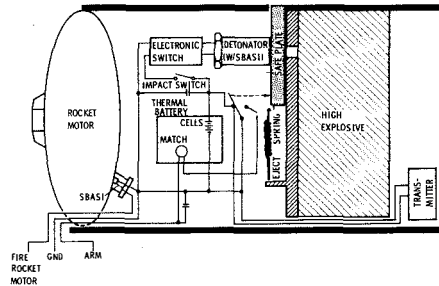 ELECTRONIC
SWITCH
DETONATOR
(W/SBASI)
SAFE PLATE
IMPACT SWITCH
THERMAL
BATTERY
CELLS
MATCH
ROCKET
MOTOR
HIGH
EXPLOSIVE
EJECT SPRING
SBASI
TRANS-
MITTER
FIRE
ROCKET
MOTOR
GND
ARM